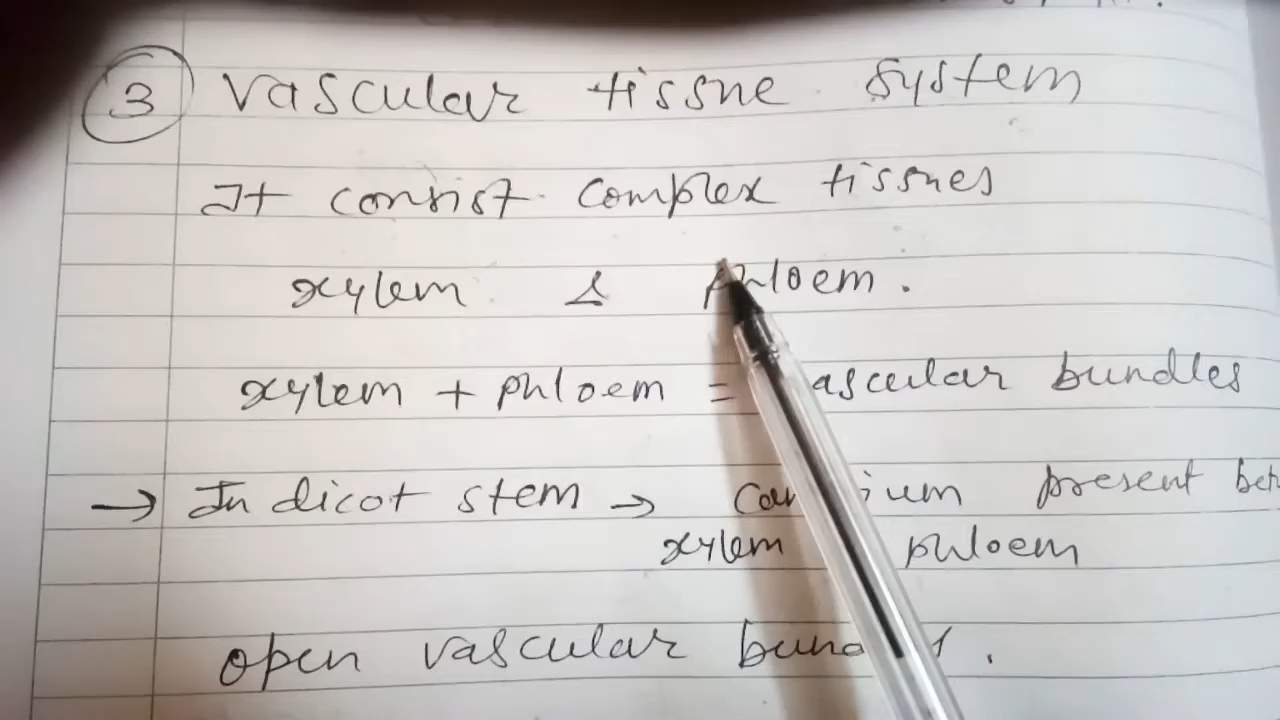 3 Vascular tissue system
It consist complex tissues
xylem & phloem.
xylem + phloem = ascular bundles
→ In dicot stem → present
xylem phloem
open vascular